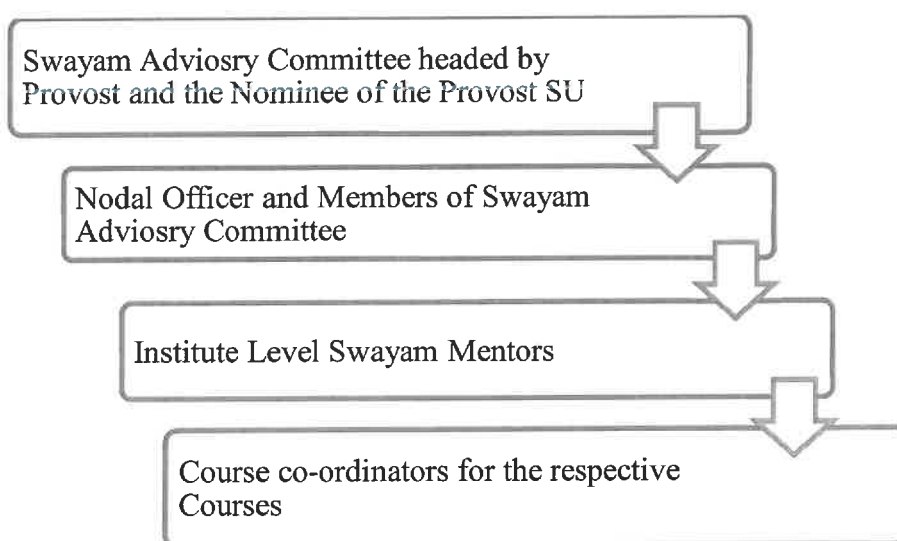 Swayam Adviosry Committee headed by
Provost and the Nominee of the Provost SU
Nodal Officer and Members of Swayam
Adviosry Committee
Institute Level Swayam Mentors
Course co-ordinators for the respective
Courses